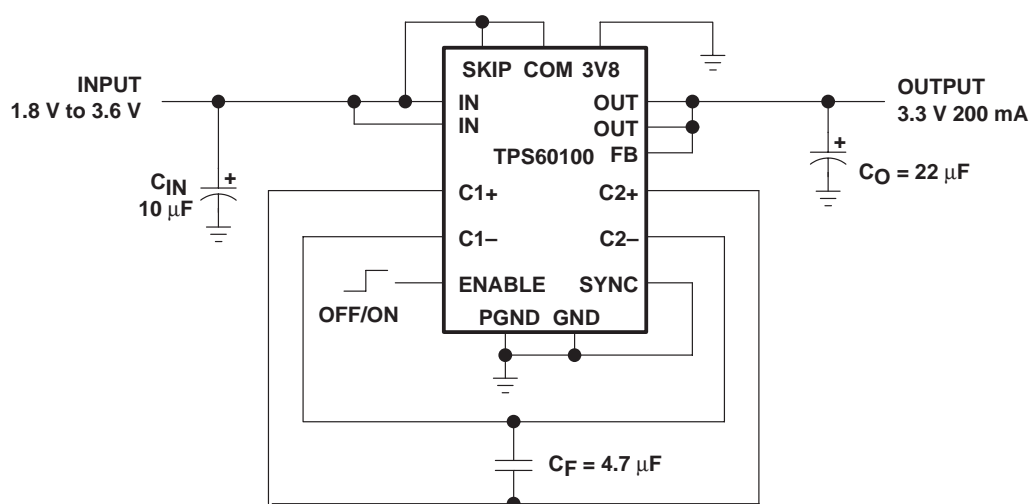 SKIP COM 3V8
INPUT
1.8 V to 3.6 V
IN
IN
OUT
OUT
FB
OUTPUT
3.3 V 200 mA
TPS60100
CIN
10 µF
+
+
CO = 22 µF
C1+
C2+
C1–
C2–
ENABLE
SYNC
OFF/ON
PGND GND
CF = 4.7 µF